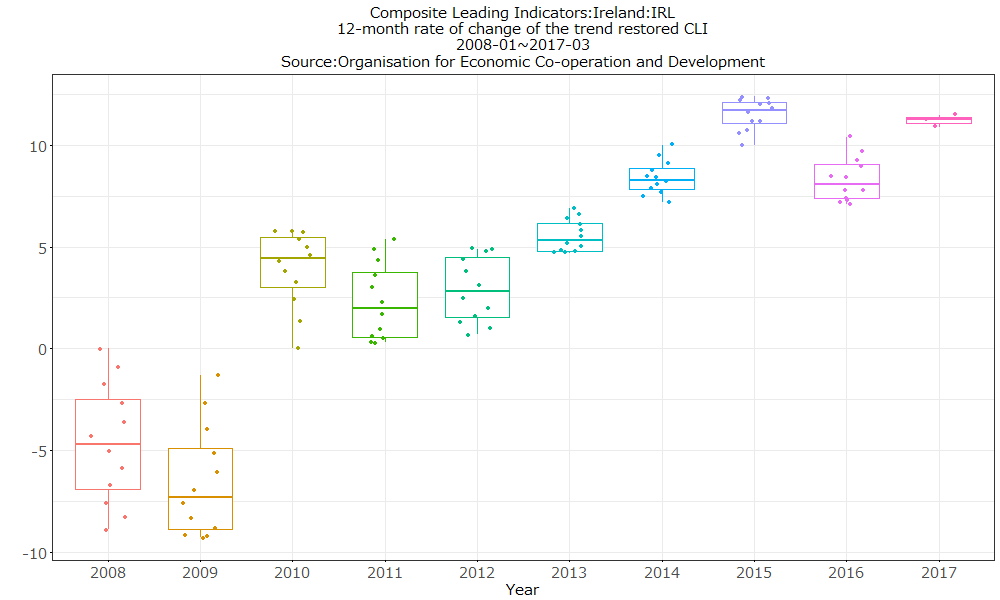 Composite Leading Indicators:Ireland:IRL
12-month rate of change of the trend restored CLI
2008-01~2017-03
Source:Organisation for Economic Co-operation and Development
10
5
0
-5
-10
2008 2009 2010 2011 2012 2013 2014 2015 2016 2017
Year